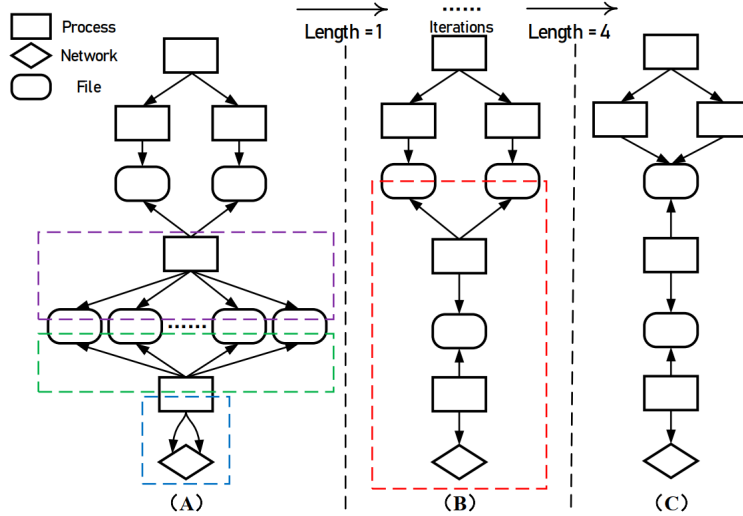 Process
Network
File
Length =1
......
Iterations
Length =4
......
(A)
(B)
(C)